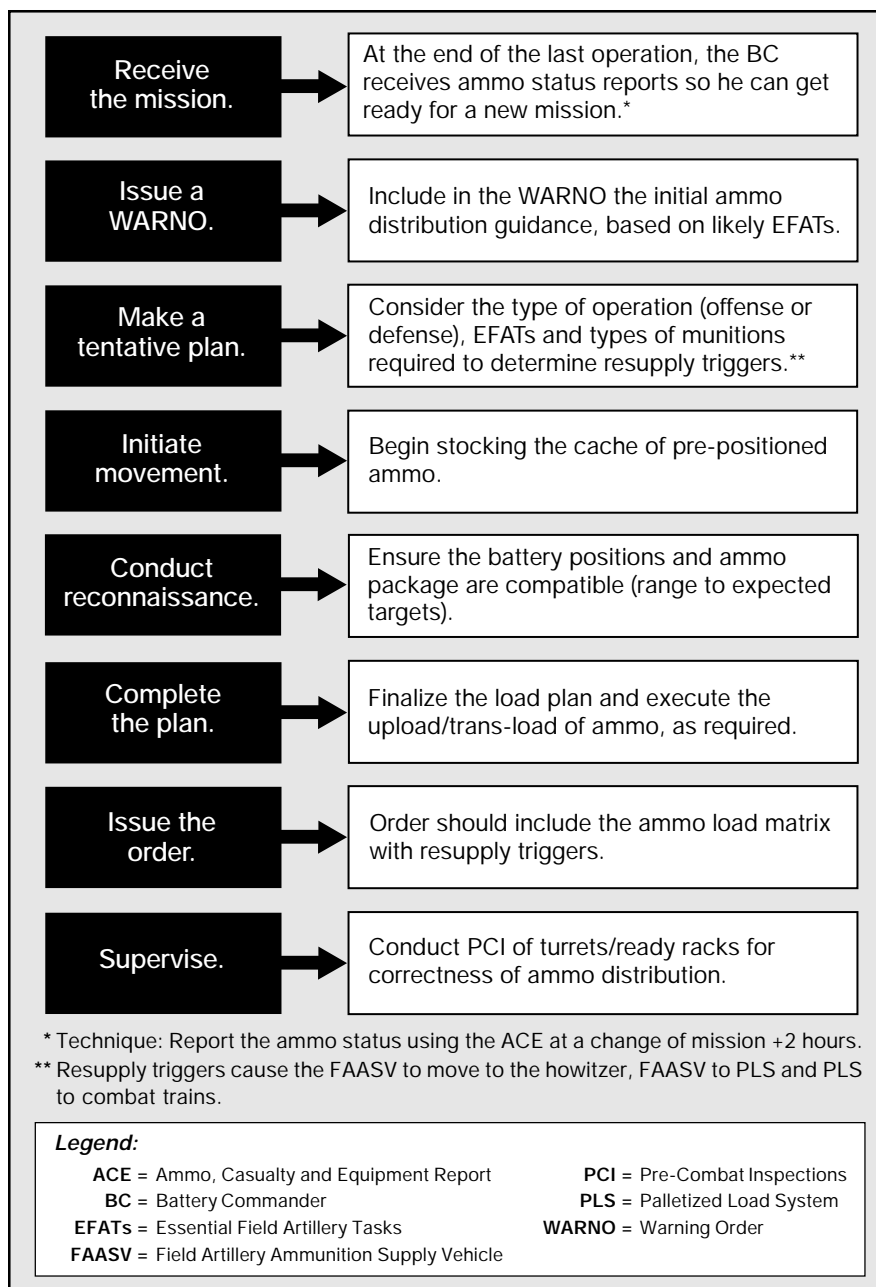 Receive
the mission.
At the end of the last operation, the BC
receives ammo status reports so he can get
ready for a new mission.*
Issue a
WARNO.
Include in the WARNO the initial ammo
distribution guidance, based on likely EFATs.
Make a
tentative plan.
Consider the type of operation (offense or
defense), EFATs and types of munitions
required to determine resupply triggers.**
Initiate
movement.
Begin stocking the cache of pre-positioned
ammo.
Conduct
reconnaissance.
Ensure the battery positions and ammo
package are compatible (range to expected
targets).
Complete
the plan.
Finalize the load plan and execute the
upload/trans-load of ammo, as required.
Issue the
order.
Order should include the ammo load matrix
with resupply triggers.
Supervise.
Conduct PCI of turrets/ready racks for
correctness of ammo distribution.
* Technique: Report the ammo status using the ACE at a change of mission +2 hours.
** Resupply triggers cause the FAASV to move to the howitzer, FAASV to PLS and PLS
to combat trains.
Legend:
ACE = Ammo, Casualty and Equipment Report
BC = Battery Commander
EFATs = Essential Field Artillery Tasks
FAASV = Field Artillery Ammunition Supply Vehicle
PCI = Pre-Combat Inspections
PLS = Palletized Load System
WARNO = Warning Order